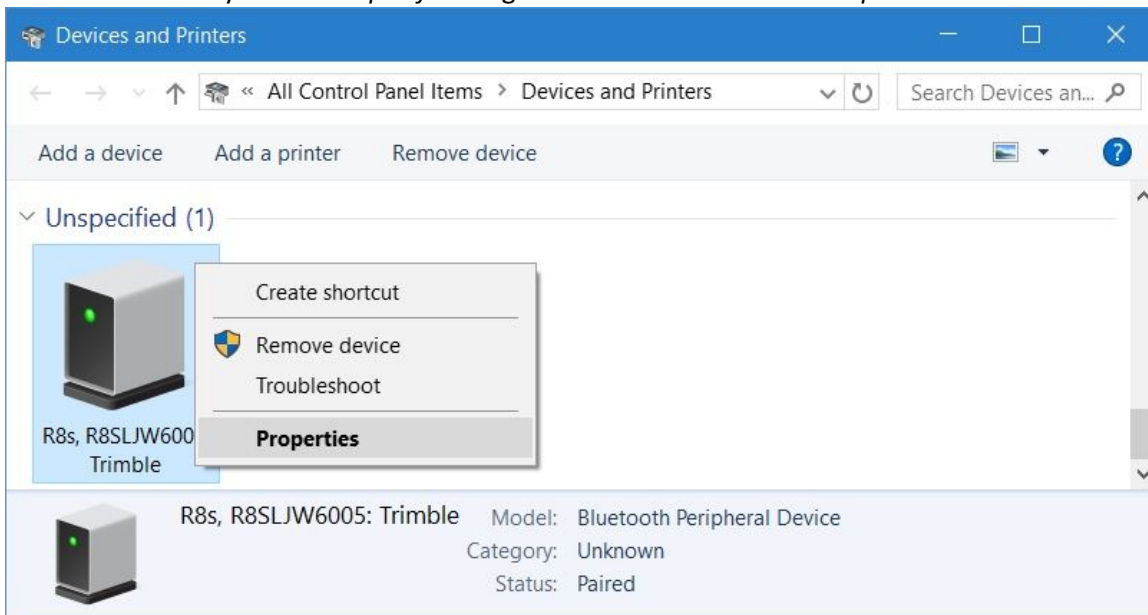 Devices and Printers
« All Control Panel Items > Devices and Printers
Search Devices an...
Add a device Add a printer Remove device
?
Unspecified (1)
Create shortcut
Remove device
Troubleshoot
Properties
R8s, R8SLJW600
Trimble
R8s, R8SLJW6005: Trimble Model: Bluetooth Peripheral Device
Category: Unknown
Status: Paired